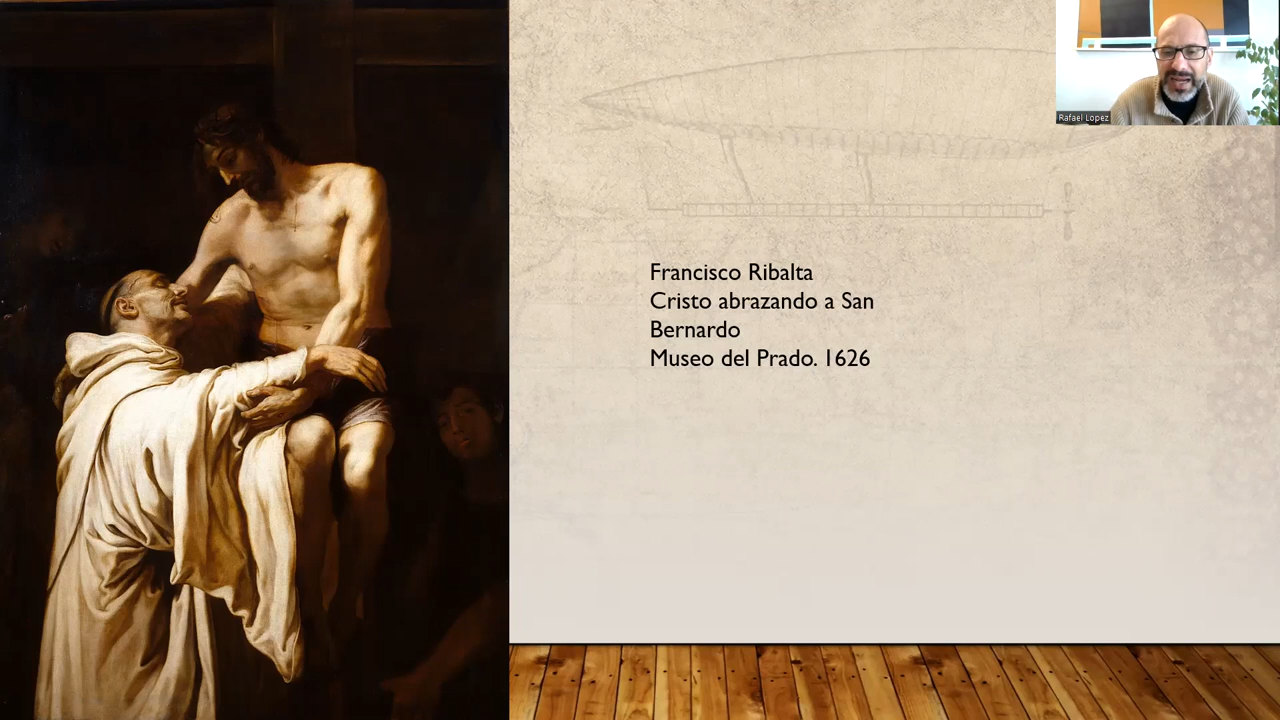 Rafael Lopez
Francisco Ribalta
Cristo abrazando a San
Bernardo
Museo del Prado. 1626